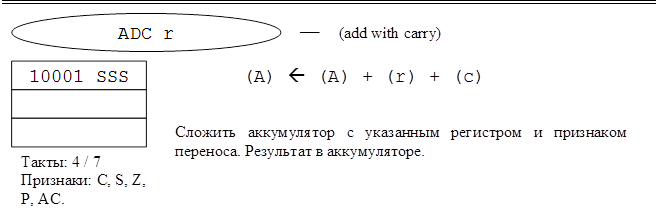 ADC r — (add with carry)
10001 SSS (A) ← (A) + (r) + (c)
Сложить аккумулятор с указанным регистром и признаком
переноса. Результат в аккумуляторе.
Такты: 4 / 7
Признаки: C, S, Z,
P, AC.